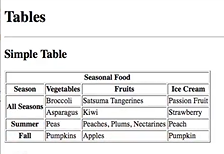 Tables
Simple Table
Seasonal Food
Season Vegetables Fruits Ice Cream
All Seasons Broccoli Satsuma Tangerines Passion Fruit
Asparagus Kiwi Strawberry
Summer Peas Peaches, Plums, Nectarines Peach
Fall Pumpkins Apples Pumpkin